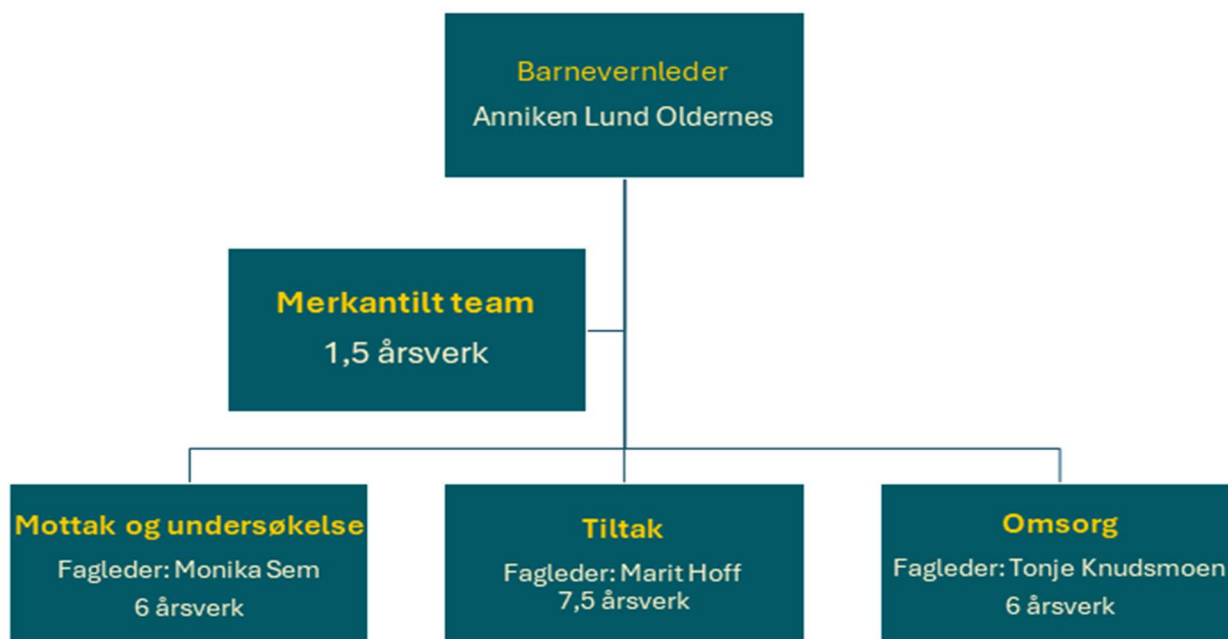 Barnevernleder
Anniken Lund Oldernes
Merkantilt team
1,5 årsverk
Mottak og undersøkelse
Fagleder: Monika Sem
6 årsverk
Tiltak
Fagleder: Marit Hoff
7,5 årsverk
Omsorg
Fagleder: Tonje Knudsmoen
6 årsverk